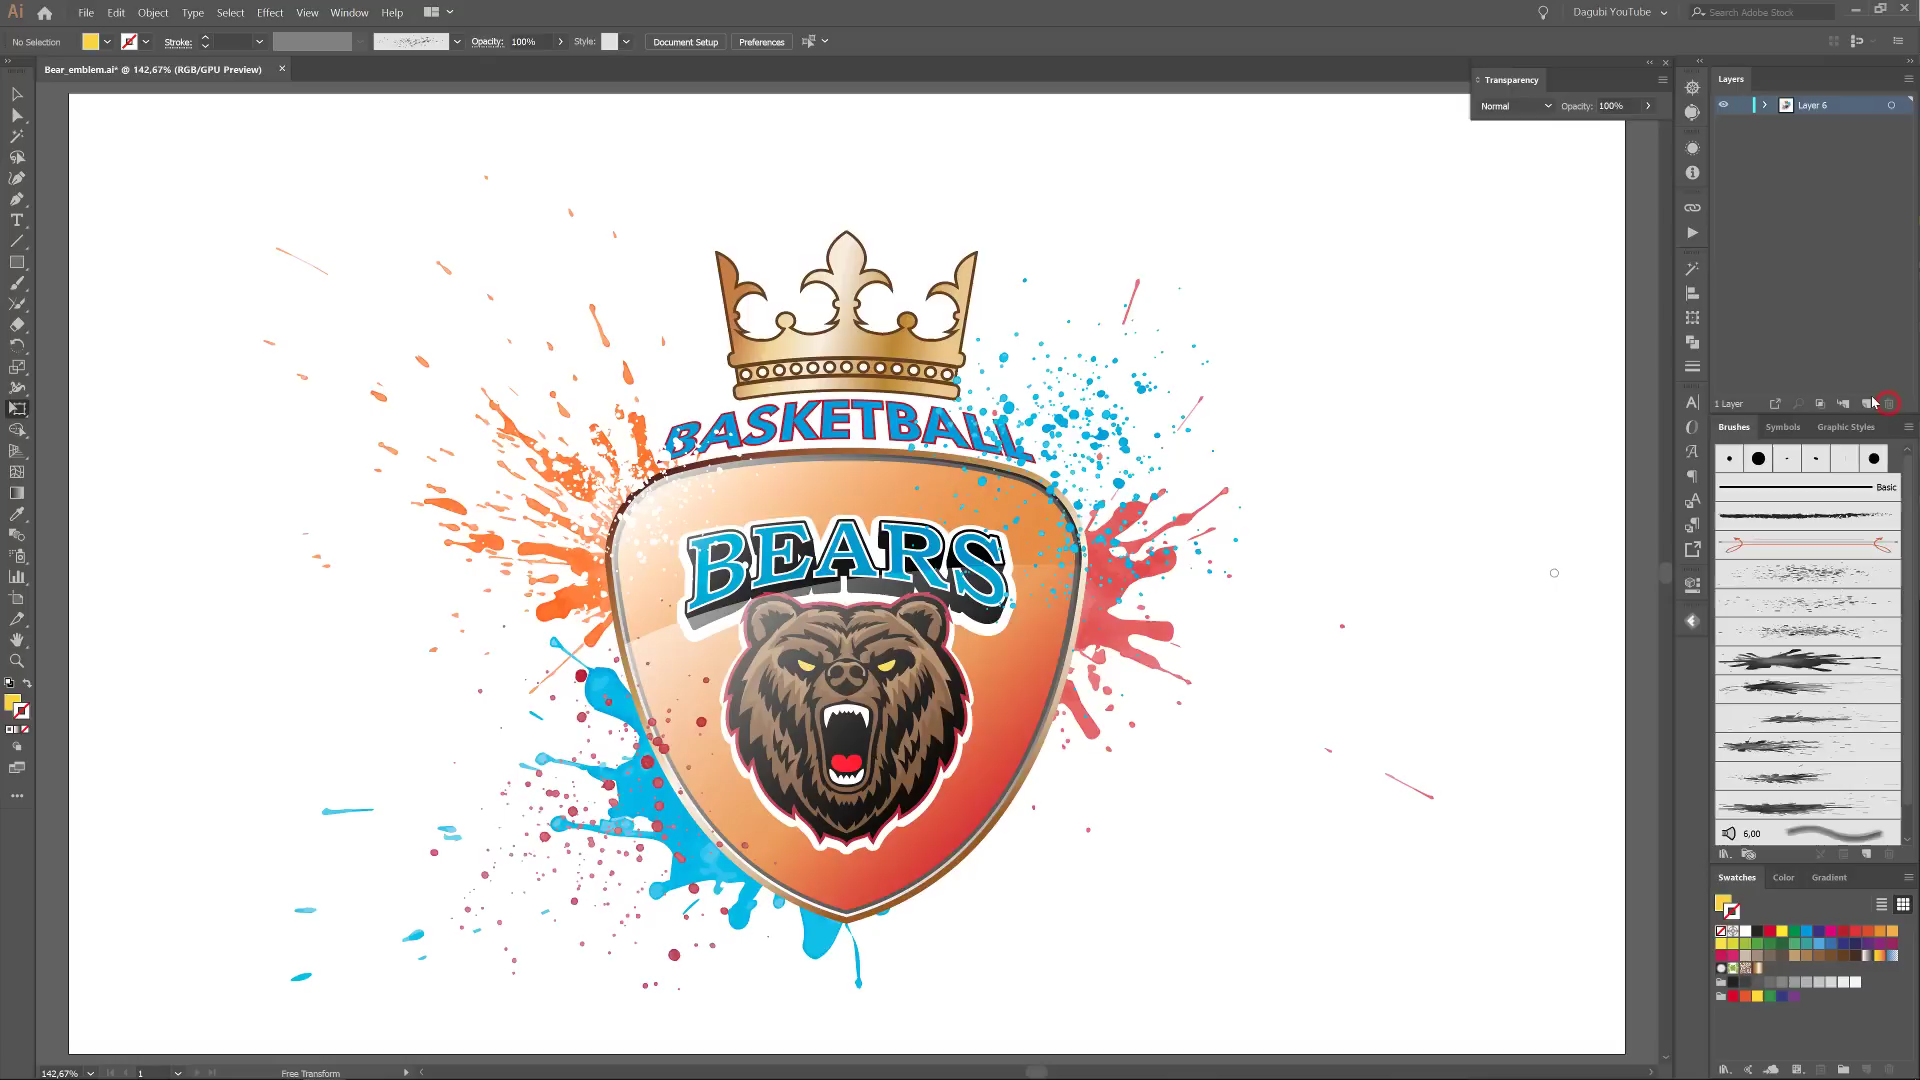 Ai File Edit Object Type Select Effect View Window Help Dagubi YouTube Search Adobe Stock
No Selection Stroke: Opacity: 100% Style: Document Setup Preferences
Bear_emblem.ai* @ 142,67% (RGB/GPU Preview)
Transparency
Normal Opacity: 100%
Layers
Layer 6
1 Layer
BASKETBALL
BEARS
Brushes Symbols Graphic Styles
Basic
6,00
Swatches Color Gradient
142,67% 1 Free Transform